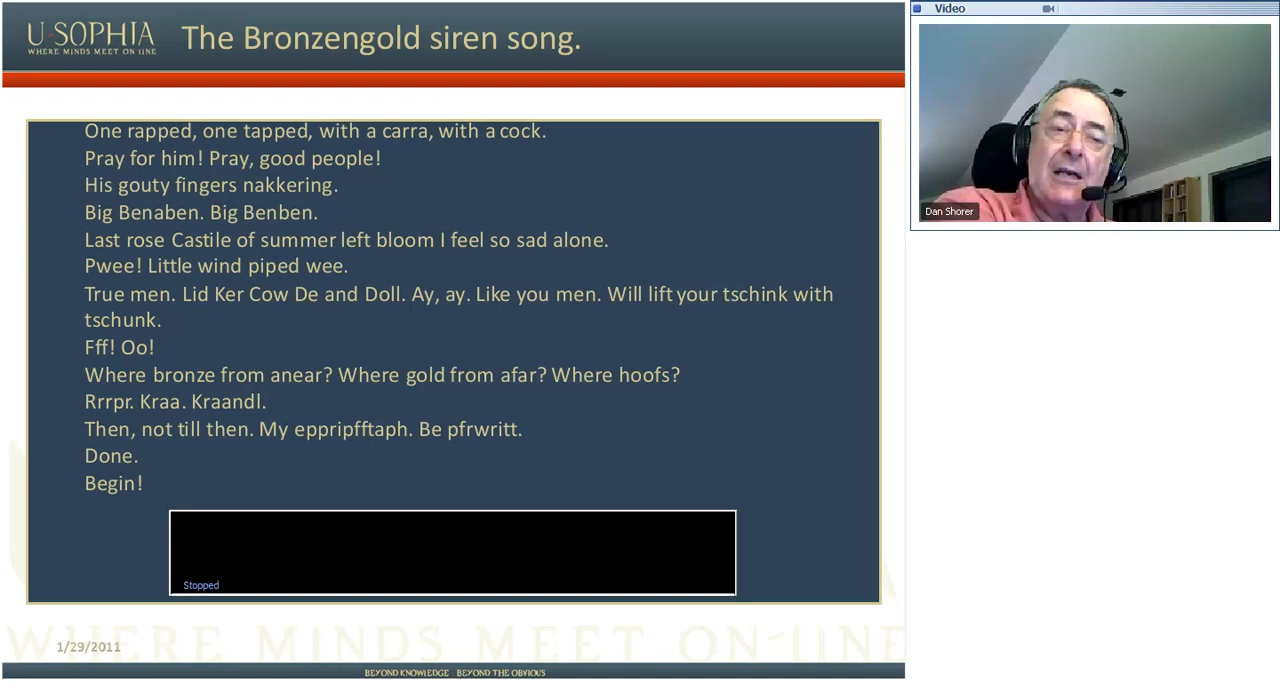 U-SOPHIA
WHERE MINDS MEET ON LINE
The Bronzengold siren song.
One rapped, one tapped, with a carra, with a cock.
Pray for him! Pray, good people!
His gouty fingers nakkering.
Big Benaben. Big Benben.
Last rose Castile of summer left bloom I feel so sad alone.
Pwee! Little wind piped wee.
True men. Lid Ker Cow De and Doll. Ay, ay. Like you men. Will lift your tschink with
tschunk.
Fff! Oo!
Where bronze from anear? Where gold from afar? Where hoofs?
Rrrpr. Kraa. Kraandl.
Then, not till then. My eppripfftaph. Be pfrwritt.
Done.
Begin!
Stopped
WHERE MINDS MEET ON LINE
1/29/2011
BEYOND KNOWLEDGE BEYOND THE OBVIOUS
Video
Dan Shorer